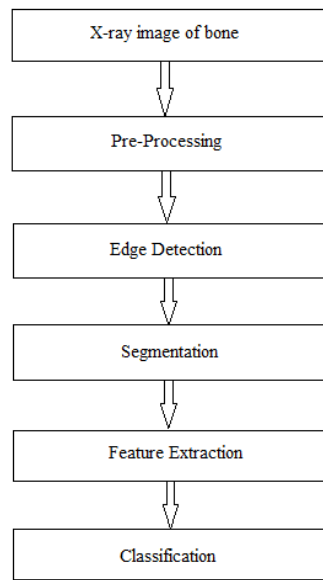 X-ray image of bone
Pre-Processing
Edge Detection
Segmentation
Feature Extraction
Classification